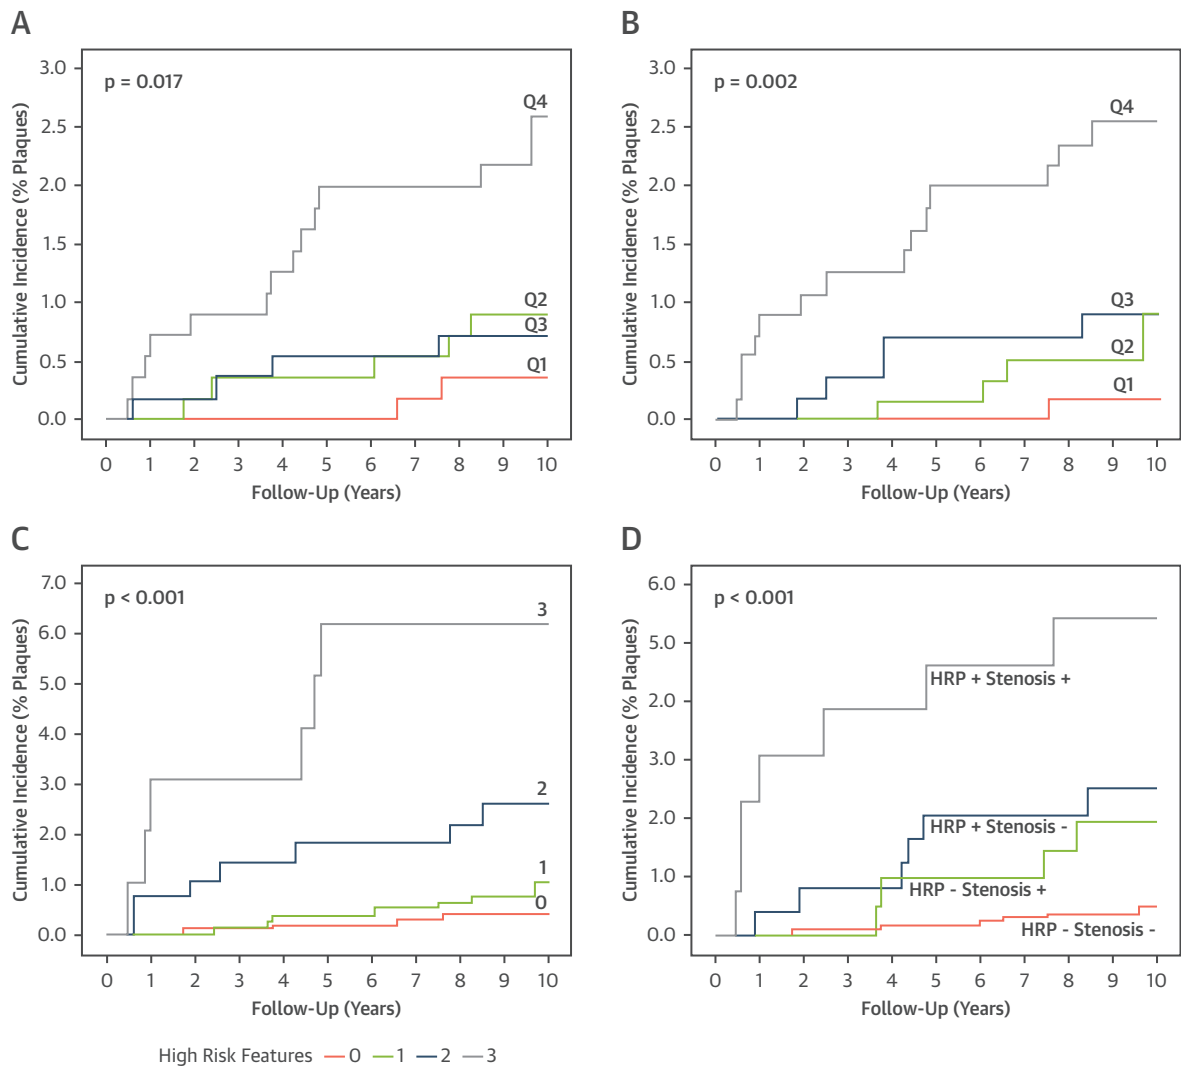 A
Cumulative Incidence (% Plaques)
3.0
2.5
2.0
1.5
1.0
0.5
0.0
p = 0.017
Q4
Q2
Q3
Q1
0 1 2 3 4 5 6 7 8 9 10
Follow-Up (Years)
B
Cumulative Incidence (% Plaques)
3.0
2.5
2.0
1.5
1.0
0.5
0.0
p = 0.002
Q4
Q3
Q2
Q1
0 1 2 3 4 5 6 7 8 9 10
Follow-Up (Years)
C
Cumulative Incidence (% Plaques)
7.0
6.0
5.0
4.0
3.0
2.0
1.0
0.0
p < 0.001
3
2
1
0
0 1 2 3 4 5 6 7 8 9 10
Follow-Up (Years)
D
Cumulative Incidence (% Plaques)
6.0
5.0
2.0
3.0
2.0
1.0
0.0
p < 0.001
HRP + Stenosis +
HRP + Stenosis -
HRP - Stenosis +
HRP - Stenosis -
0 1 2 3 4 5 6 7 8 9 10
Follow-Up (Years)
High Risk Features 0 1 2 3